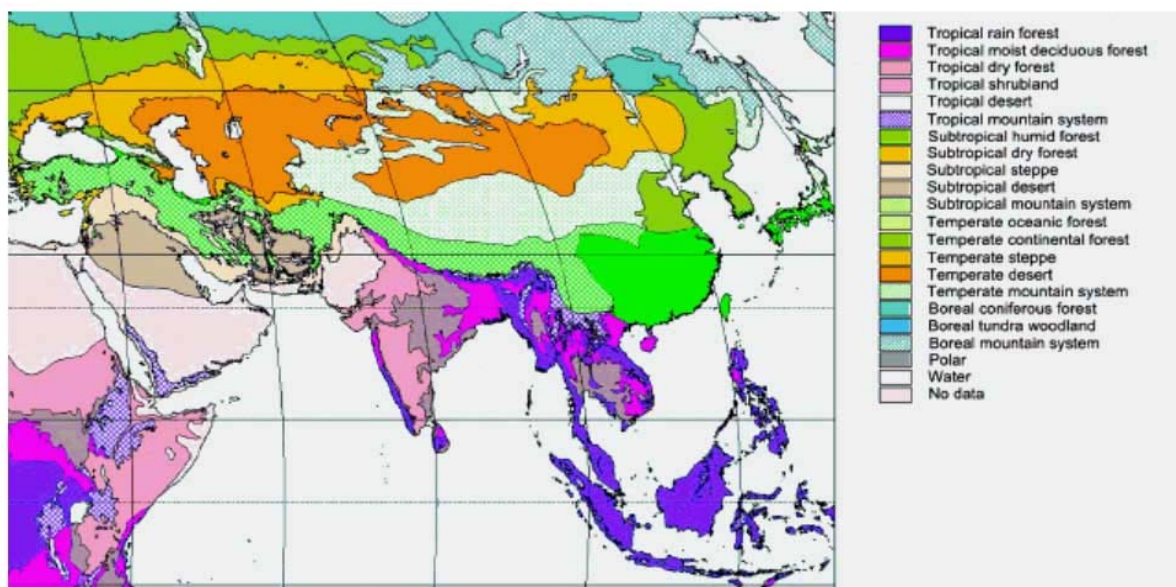 Tropical rain forest
Tropical moist deciduous forest
Tropical dry forest
Tropical shrubland
Tropical desert
Tropical mountain system
Subtropical humid forest
Subtropical dry forest
Subtropical steppe
Subtropical desert
Subtropical mountain system
Temperate oceanic forest
Temperate continental forest
Temperate steppe
Temperate desert
Temperate mountain system
Boreal coniferous forest
Boreal tundra woodland
Boreal mountain system
Polar
Water
No data